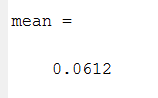 mean =
0.0612